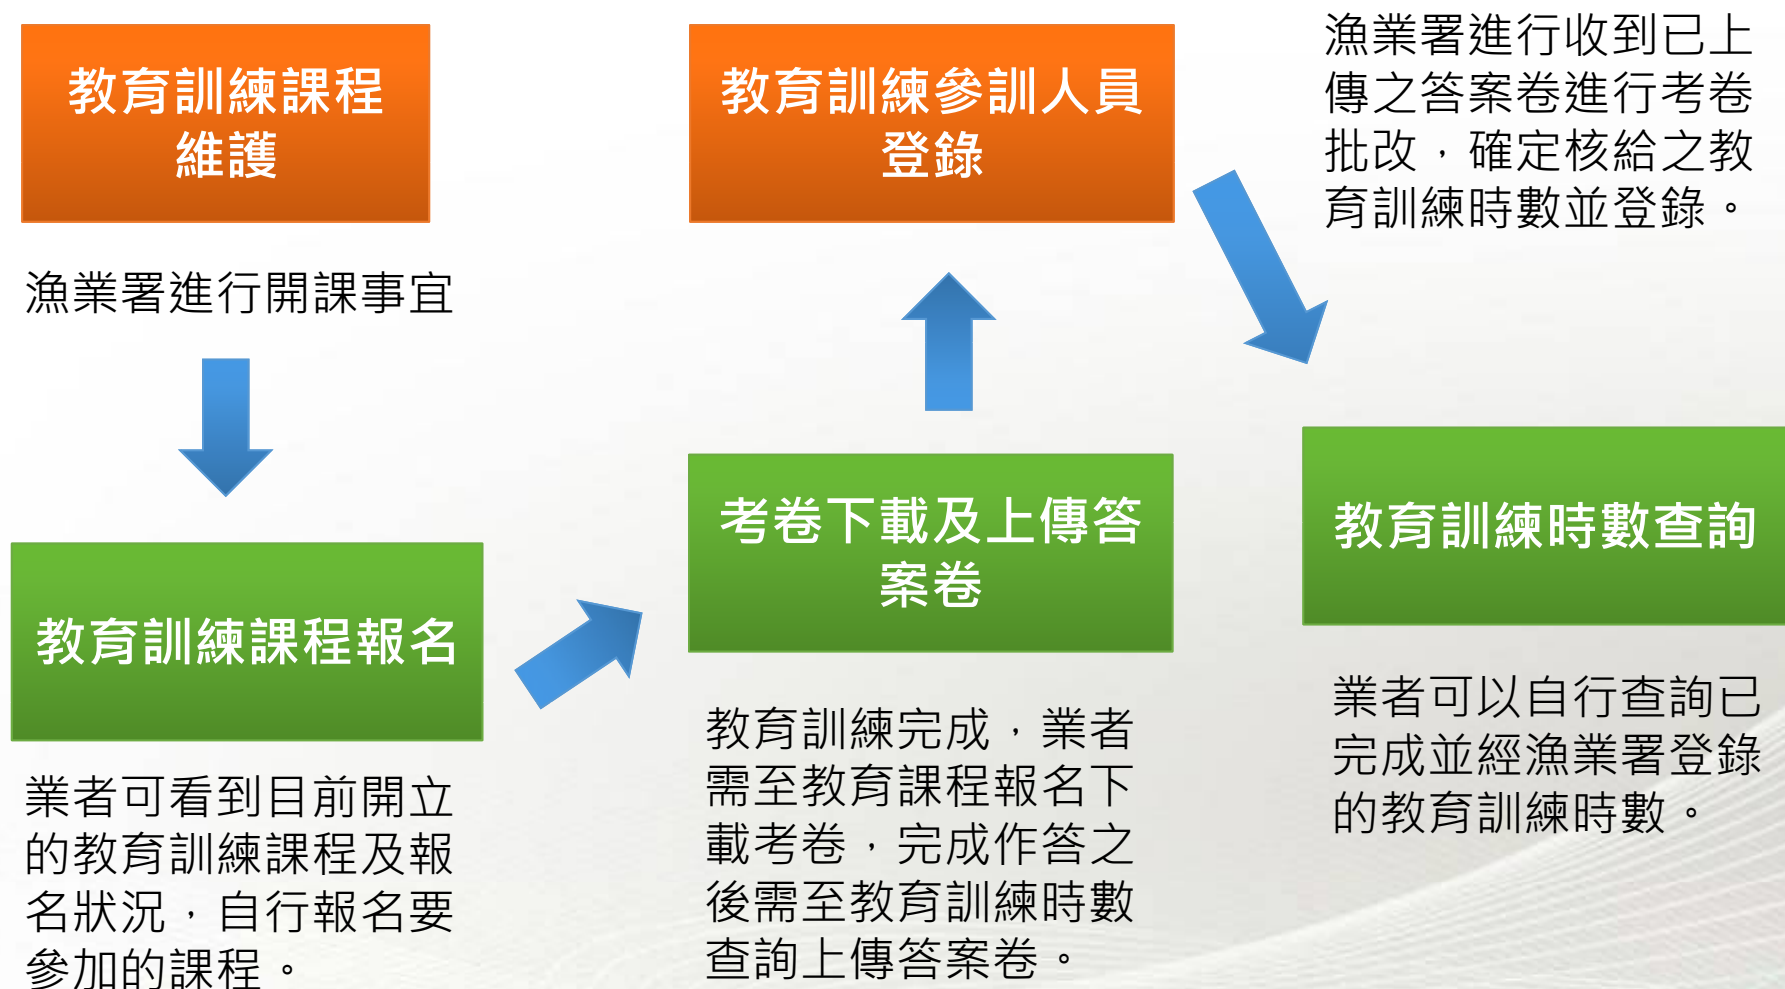 教育訓練課程
維護
漁業署進行開課事宜
教育訓練課程報名
業者可看到目前開立
的教育訓練課程及報
名狀況，自行報名要
參加的課程。
考卷下載及上傳答
案卷
教育訓練完成，業者
需至教育課程報名下
載考卷，完成作答之
後需至教育訓練時數
查詢上傳答案卷。
教育訓練參訓人員
登錄
漁業署進行收到已上
傳之答案卷進行考卷
批改，確定核給之教
育訓練時數並登錄。
教育訓練時數查詢
業者可以自行查詢已
完成並經漁業署登錄
的教育訓練時數。